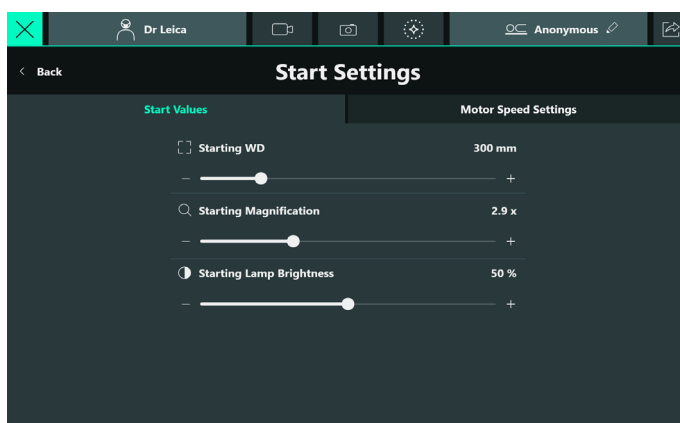 Dr Leica
Anonymous
< Back
Start Settings
Start Values
Motor Speed Settings
Starting WD
300 mm
– +
Starting Magnification
2.9 x
– +
Starting Lamp Brightness
50 %
– +